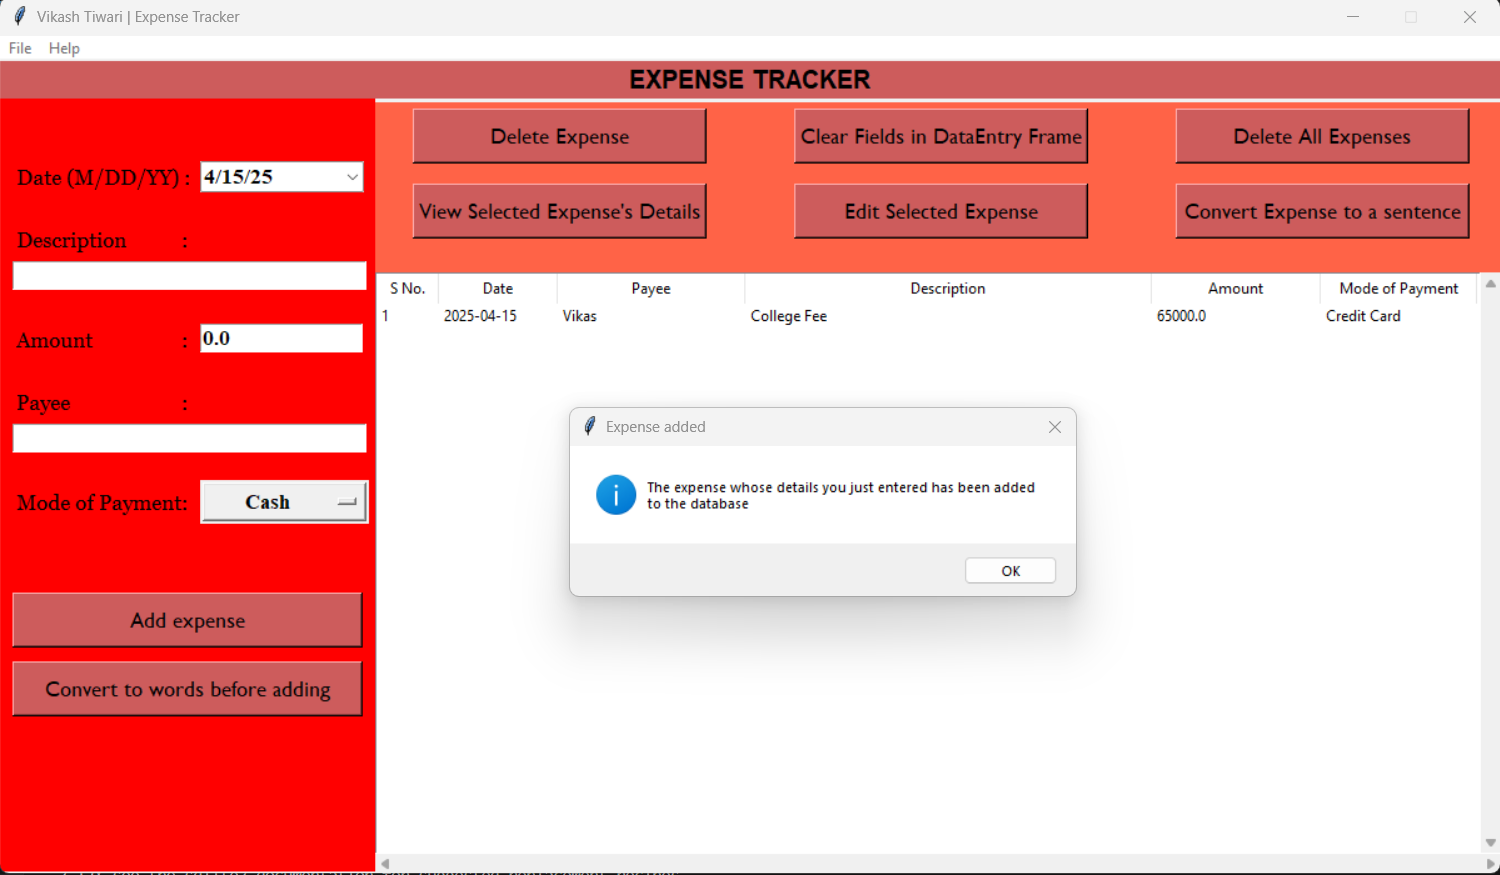 Vikash Tiwari | Expense Tracker
File Help
EXPENSE TRACKER
Delete Expense Clear Fields in DataEntry Frame Delete All Expenses
View Selected Expense's Details Edit Selected Expense Convert Expense to a sentence
Date (M/DD/YY) : 4/15/25
Description :
Amount : 0.0
Payee :
Mode of Payment: Cash
Add expense
Convert to words before adding
S No. Date Payee Description Amount Mode of Payment
1 2025-04-15 Vikas College Fee 65000.0 Credit Card
Expense added
The expense whose details you just entered has been added
to the database
OK